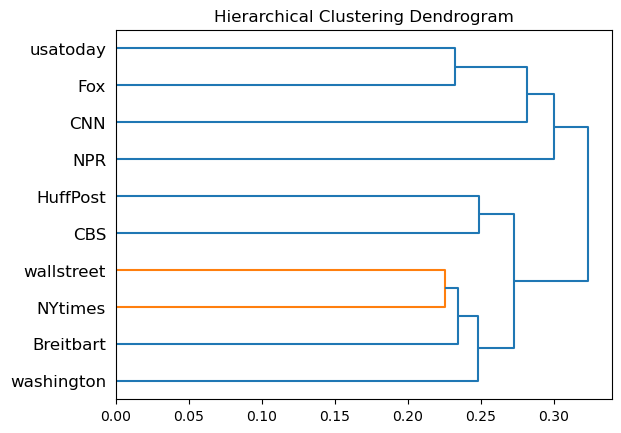 Hierarchical Clustering Dendrogram
usatoday
Fox
CNN
NPR
HuffPost
CBS
wallstreet
NYtimes
Breitbart
washington
0.00 0.05 0.10 0.15 0.20 0.25 0.30